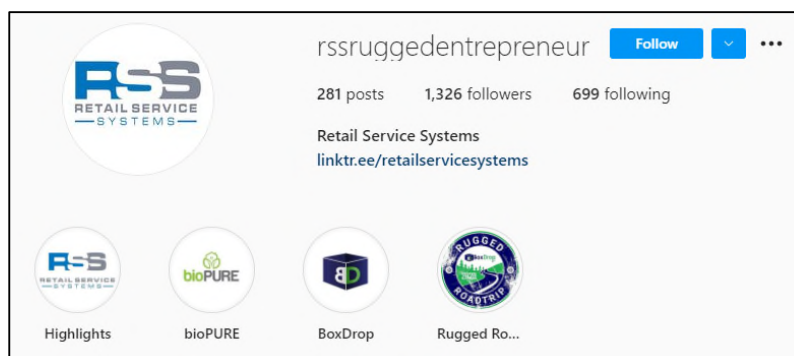 RSS
RETAIL SERVICE
SYSTEMS
rssruggedentrepreneur Follow
281 posts 1,326 followers 699 following
Retail Service Systems
linktr.ee/retailservicesystems
RSS
RETAIL SERVICE
SYSTEMS
bioPURE
BD
RUGGED
BoxDrop
ROADTRIP
Highlights bioPURE BoxDrop Rugged Ro...